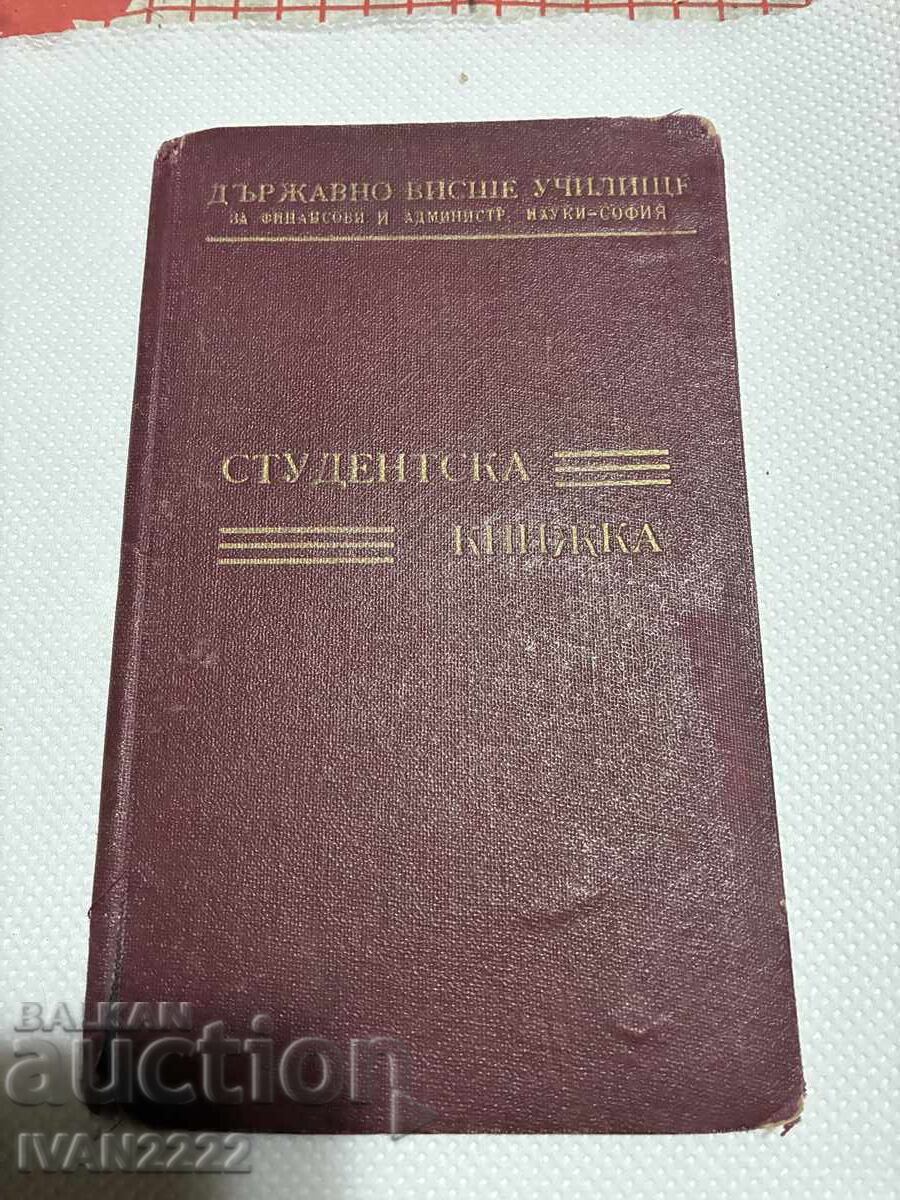 ДЪРЖАВНО ВИСШЕ УЧИЛИЩЕ
ЗА ФИНАНСОВИ И АДМИНИСТР. НАУКИ-СОФИЯ
СТУДЕНТСКА
КНИЖКА
BALKAN
auction
IVAN2222